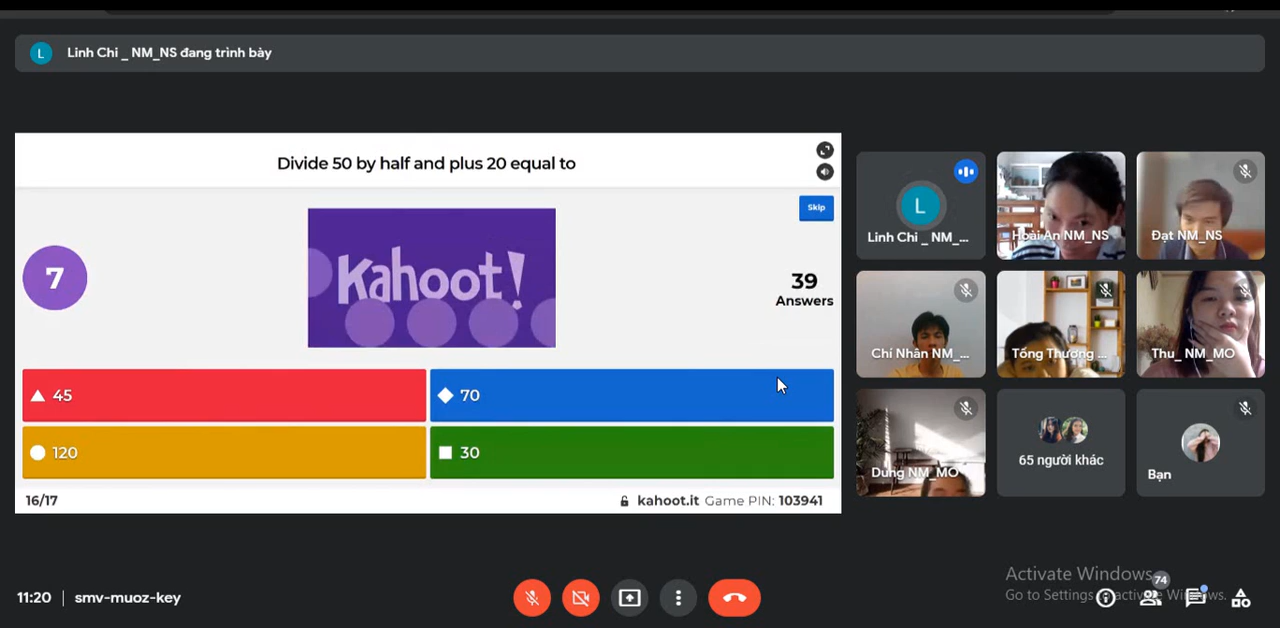 L
Linh Chi _ NM_NS đang trình bày
Divide 50 by half and plus 20 equal to
Skip
7
Kahoot!
39
Answers
45
70
120
30
16/17
kahoot.it Game PIN: 103941
L
Linh Chi _ NM_...
Hoài An NM_NS
Đạt NM_NS
Chí Nhân NM_...
Tống Thương ...
Thu_ NM_MO
Dung NM_MO
65 người khác
Bạn
Activate Windows
Go to Settings to activate Windows.
74
11:20 | smv-muoz-key